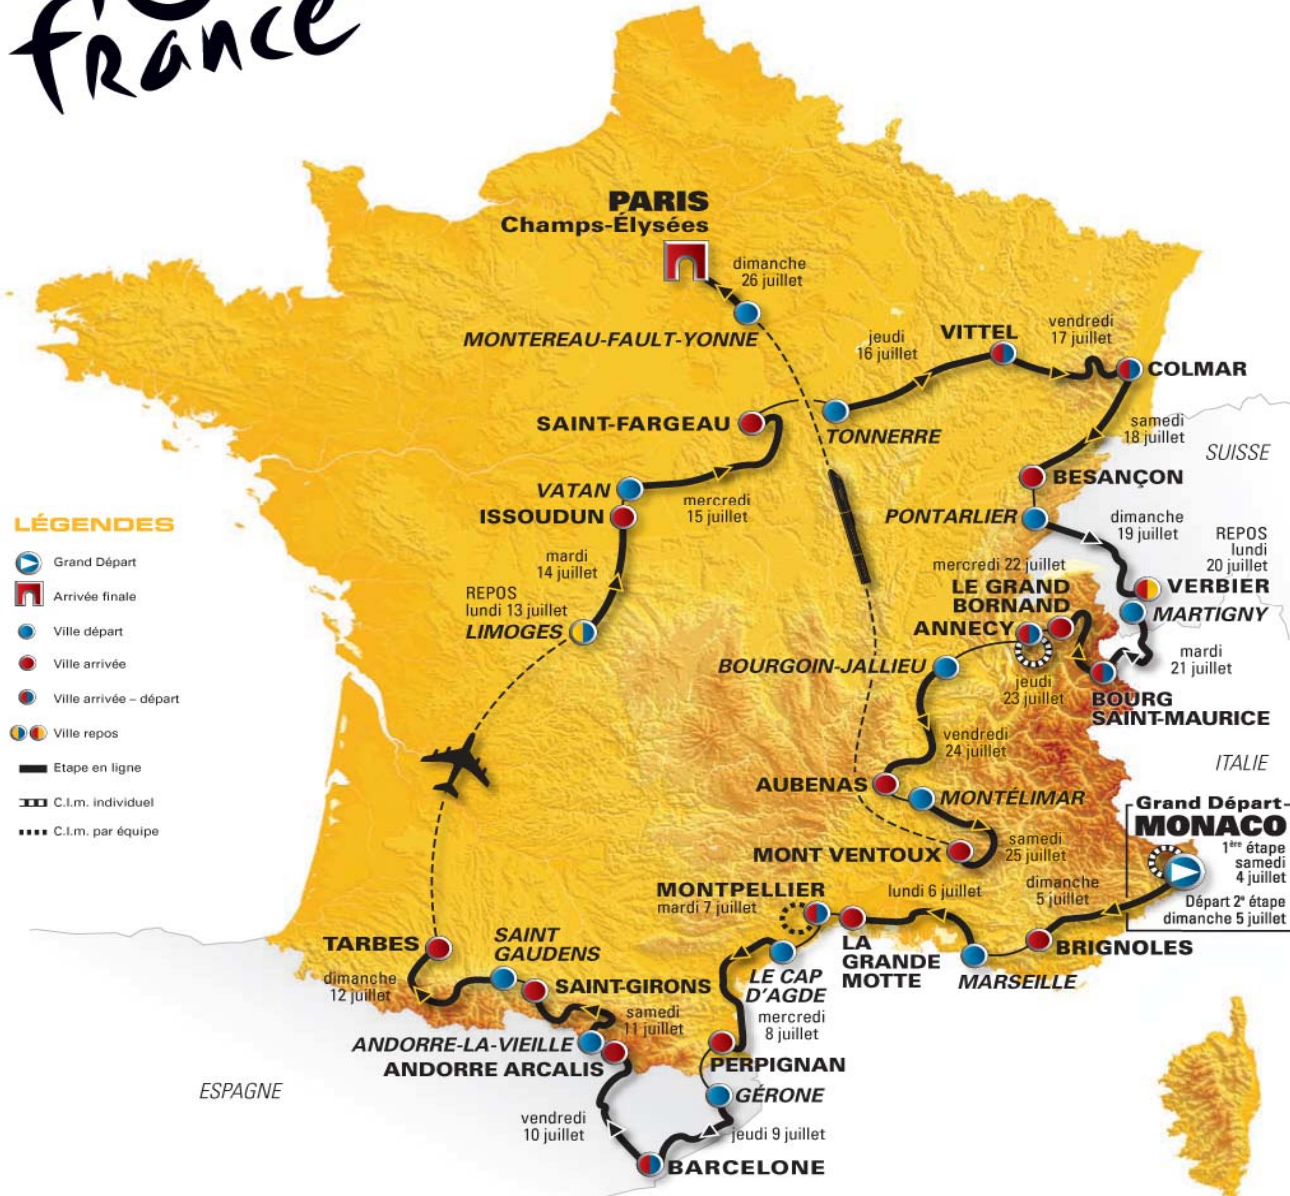 france
PARIS
Champs-Élysées
dimanche
26 juillet
MONTEREAU-FAULT-YONNE
jeudi
16 juillet
VITTEL
vendredi
17 juillet
COLMAR
SAINT-FARGEAU
TONNERRE
samedi
18 juillet
SUISSE
VATAN
mercredi
15 juillet
BESANÇON
ISSOUDUN
PONTARLIER
dimanche
19 juillet
REPOS
lundi
20 juillet
mardi
14 juillet
mercredi 22 juillet
VERBIER
REPOS
lundi 13 juillet
LIMOGES
LE GRAND
BORNAND
MARTIGNY
ANNECY
BOURGOIN-JALLIEU
mardi
21 juillet
jeudi
23 juillet
BOURG
SAINT-MAURICE
vendredi
24 juillet
ITALIE
AUBENAS
MONTÉLIMAR
Grand Départ
MONACO
1ère étape
samedi
4 juillet
Départ 2e étape
dimanche 5 juillet
samedi
25 juillet
MONT VENTOUX
dimanche
5 juillet
lundi 6 juillet
MONTPELLIER
mardi 7 juillet
BRIGNOLES
LA
GRANDE
MOTTE
MARSEILLE
TARBES
SAINT
GAUDENS
LE CAP
D'AGDE
dimanche
12 juillet
SAINT-GIRONS
samedi
11 juillet
mercredi
8 juillet
ANDORRE-LA-VIEILLE
ANDORRE ARCALIS
PERPIGNAN
ESPAGNE
GÉRONE
vendredi
10 juillet
jeudi 9 juillet
BARCELONE
LÉGENDES
Grand Départ
Arrivée finale
Ville départ
Ville arrivée
Ville arrivée – départ
Ville repos
Etape en ligne
C.l.m. individuel
C.l.m. par équipe